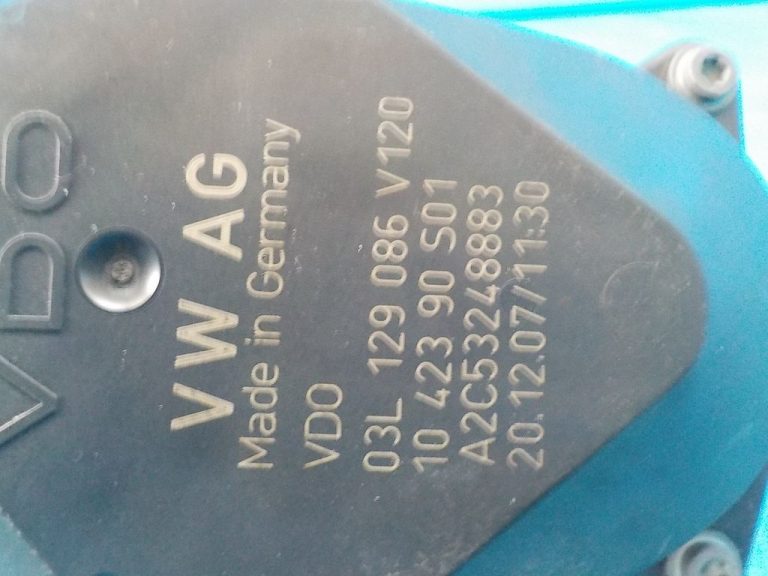 VDO
VW AG
Made in Germany
VDO
03L 129 086 V120
10 423 90 S01
A2C53248883
20.12.07/11:30